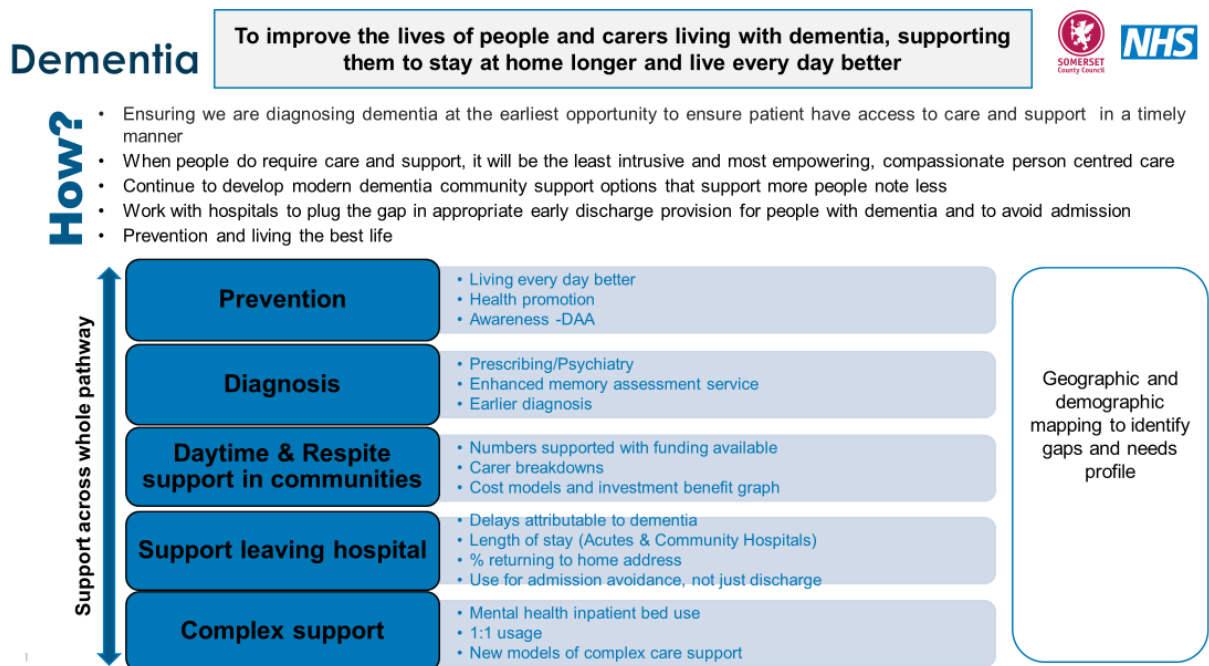 Dementia
To improve the lives of people and carers living with dementia, supporting
them to stay at home longer and live every day better
SOMERSET
County Council
NHS
How?
• Ensuring we are diagnosing dementia at the earliest opportunity to ensure patient have access to care and support in a timely
manner
• When people do require care and support, it will be the least intrusive and most empowering, compassionate person centred care
• Continue to develop modern dementia community support options that support more people note less
• Work with hospitals to plug the gap in appropriate early discharge provision for people with dementia and to avoid admission
• Prevention and living the best life
Support across whole pathway
Prevention
• Living every day better
• Health promotion
• Awareness -DAA
Diagnosis
• Prescribing/Psychiatry
• Enhanced memory assessment service
• Earlier diagnosis
Daytime & Respite
support in communities
• Numbers supported with funding available
• Carer breakdowns
• Cost models and investment benefit graph
Support leaving hospital
• Delays attributable to dementia
• Length of stay (Acutes & Community Hospitals)
• % returning to home address
• Use for admission avoidance, not just discharge
Complex support
• Mental health inpatient bed use
• 1:1 usage
• New models of complex care support
Geographic and
demographic
mapping to identify
gaps and needs
profile